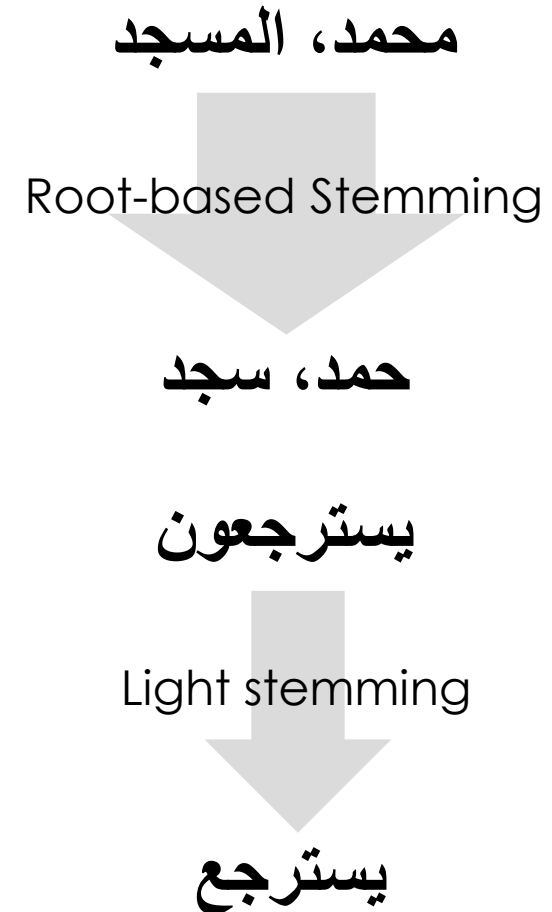 محمد، المسجد
Root-based Stemming
حمد، سجد
يسترجعون
Light stemming
يسترجع